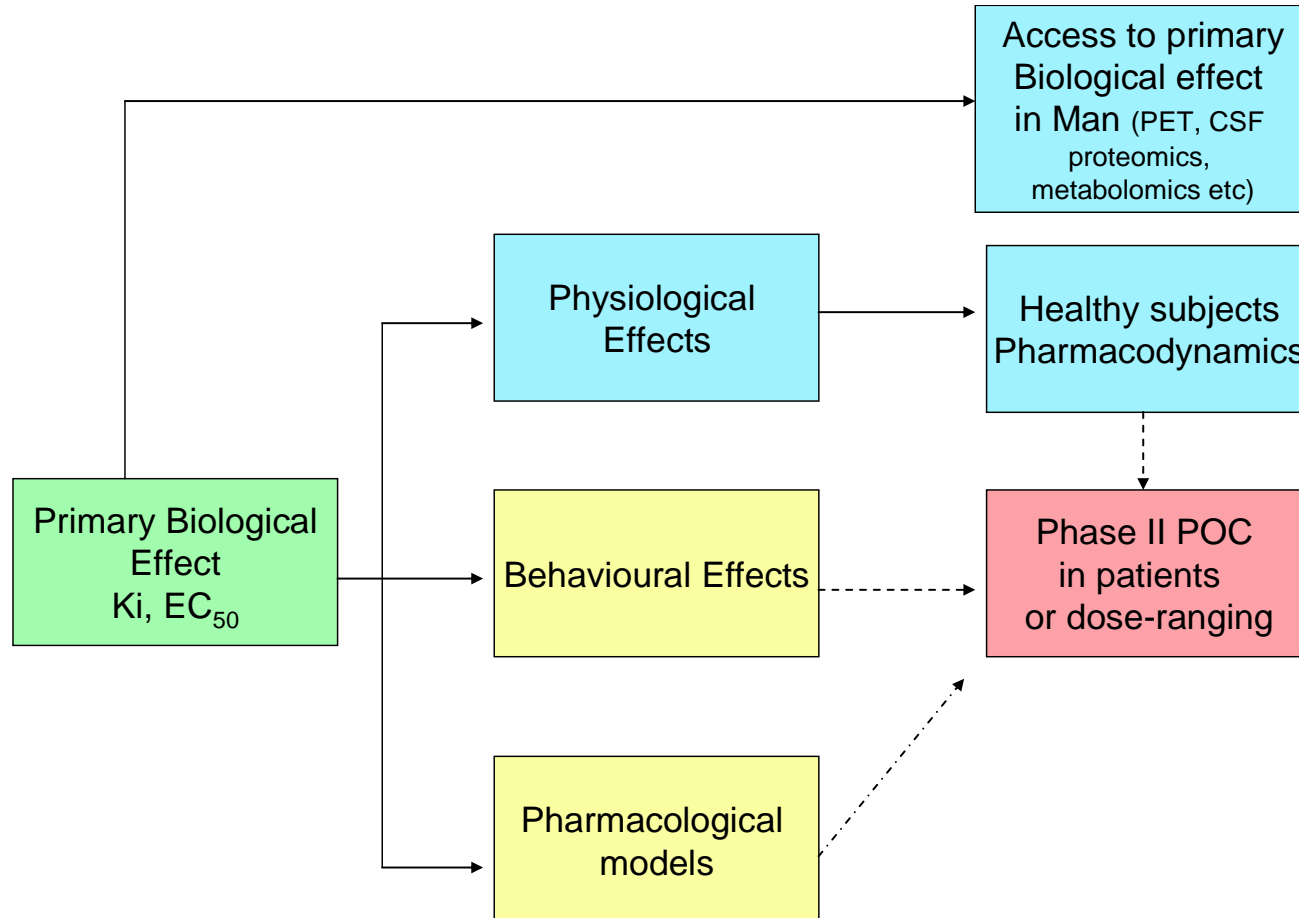 Access to primary
Biological effect
in Man (PET, CSF
proteomics,
metabolomics etc)
Physiological
Effects
Healthy subjects
Pharmacodynamics
Primary Biological
Effect
Ki, EC₅₀
Behavioural Effects
Phase II POC
in patients
or dose-ranging
Pharmacological
models